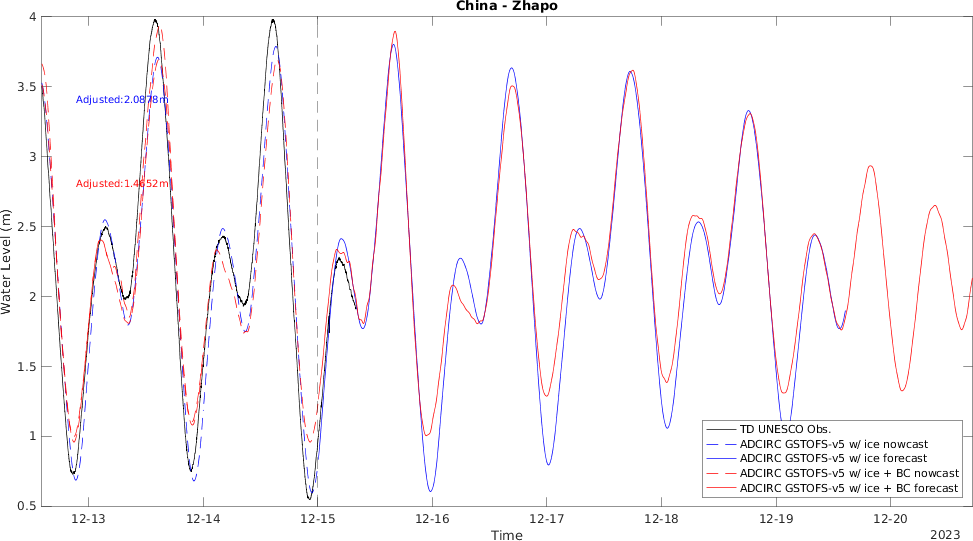 China - Zhapo
4
3.5
3
2.5
2
1.5
1
0.5
Water Level (m)
Adjusted:2.0878m
Adjusted:1.4652m
TD UNESCO Obs.
ADCIRC GSTOFS-v5 w/ ice nowcast
ADCIRC GSTOFS-v5 w/ ice forecast
ADCIRC GSTOFS-v5 w/ ice + BC nowcast
ADCIRC GSTOFS-v5 w/ ice + BC forecast
12-13 12-14 12-15 12-16 12-17 12-18 12-19 12-20
Time
2023